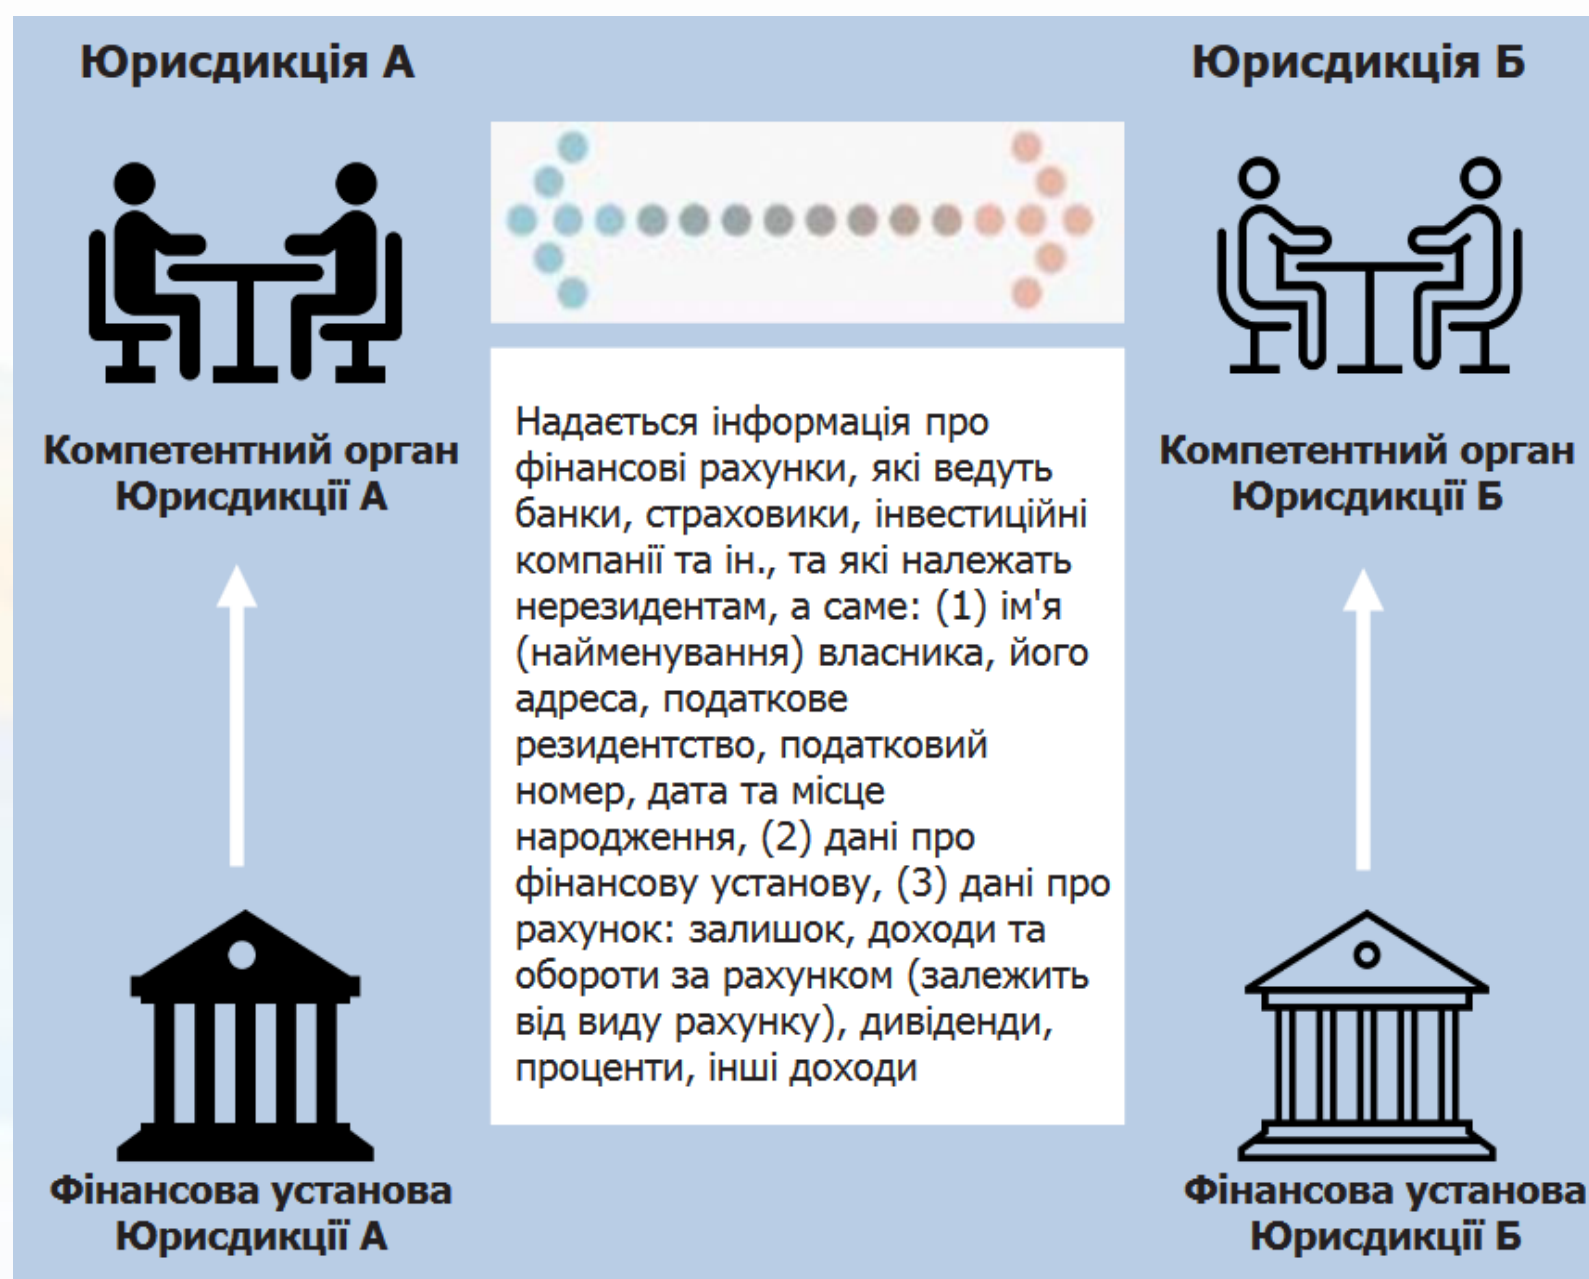 Юрисдикція А
Юрисдикція Б
Компетентний орган
Юрисдикції А
Надається інформація про
фінансові рахунки, які ведуть
банки, страховики, інвестиційні
компанії та ін., та які належать
нерезидентам, а саме: (1) ім'я
(найменування) власника, його
адреса, податкове
резидентство, податковий
номер, дата та місце
народження, (2) дані про
фінансову установу, (3) дані про
рахунок: залишок, доходи та
обороти за рахунком (залежить
від виду рахунку), дивіденди,
проценти, інші доходи
Компетентний орган
Юрисдикції Б
Фінансова установа
Юрисдикції А
Фінансова установа
Юрисдикції Б